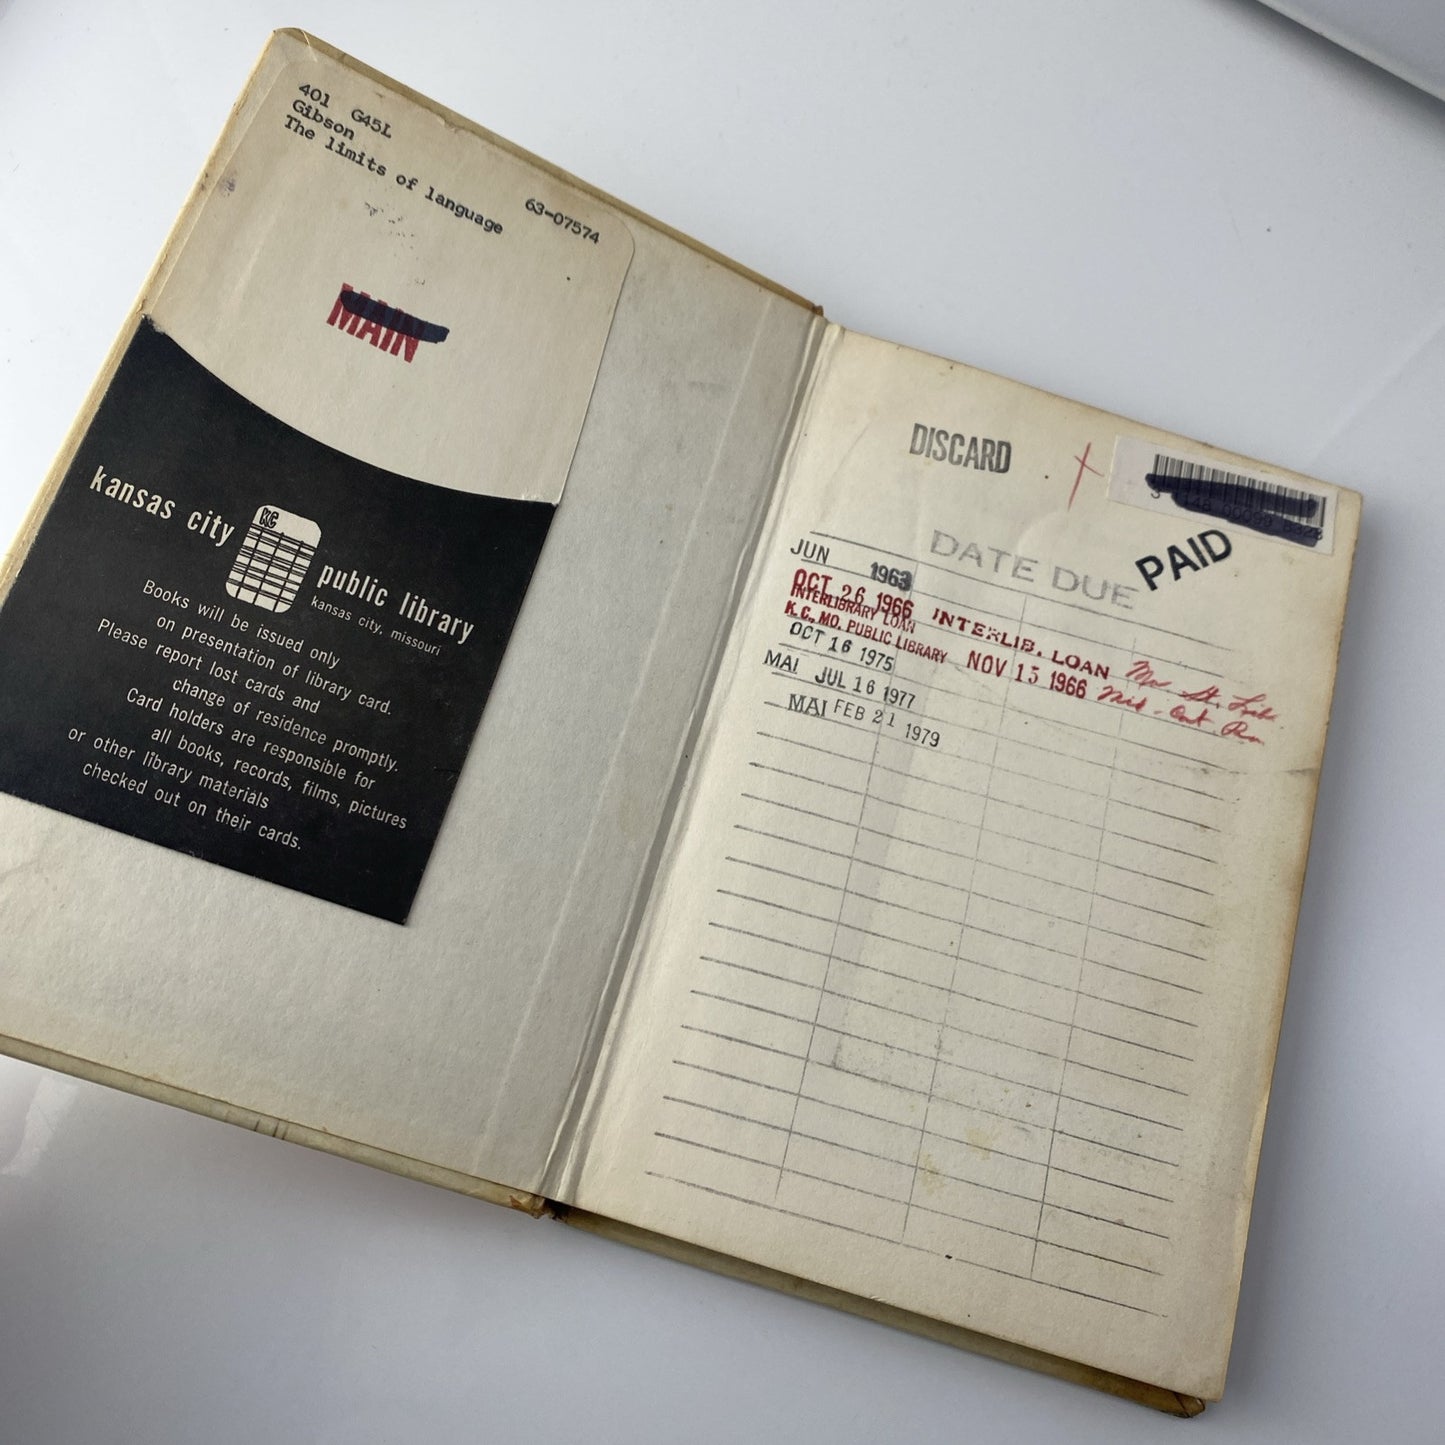 401 G45L
Gibson
The limits of language 63-07574
MAIN
kansas city KC public library
kansas city, missouri
Books will be issued only
on presentation of library card.
Please report lost cards and
change of residence promptly.
Card holders are responsible for
all books, records, films, pictures
or other library materials
checked out on their cards.
DISCARD
DATE DUE
PAID
JUN 1963
OCT 26 1966 INTERLIB. LOAN
INTERLIBRARY LOAN
K.C., MO. PUBLIC LIBRARY NOV 15 1966
OCT 16 1975
MAI JUL 16 1977
MAI FEB 21 1979